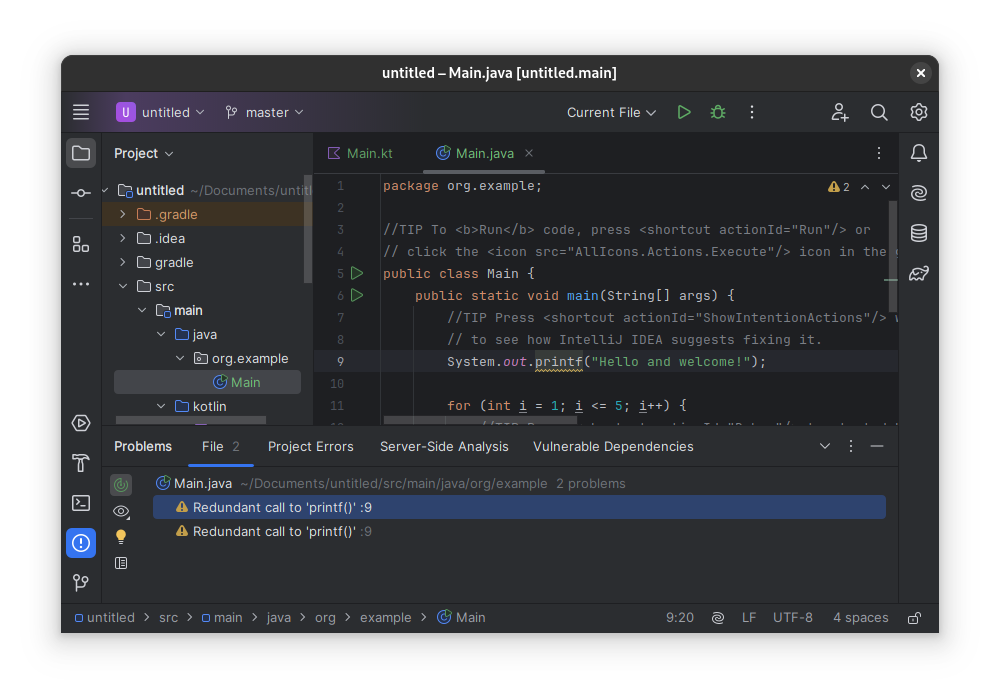 untitled – Main.java [untitled.main]
U untitled master Current File
Project
Main.kt Main.java
untitled ~/Documents/untitl
.gradle
.idea
gradle
src
main
java
org.example
Main
kotlin
2
1 package org.example;
2
3 //TIP To <b>Run</b> code, press <shortcut actionId="Run"/> or
4 // click the <icon src="AllIcons.Actions.Execute"/> icon in the g
5 public class Main {
6 public static void main(String[] args) {
7 //TIP Press <shortcut actionId="ShowIntentionActions"/> w
8 // to see how IntelliJ IDEA suggests fixing it.
9 System.out.printf("Hello and welcome!");
10
11 for (int i = 1; i <= 5; i++) {
Problems File 2 Project Errors Server-Side Analysis Vulnerable Dependencies
Main.java ~/Documents/untitled/src/main/java/org/example 2 problems
Redundant call to 'printf()' :9
Redundant call to 'printf()' :9
untitled > src > main > java > org > example > Main 9:20 LF UTF-8 4 spaces